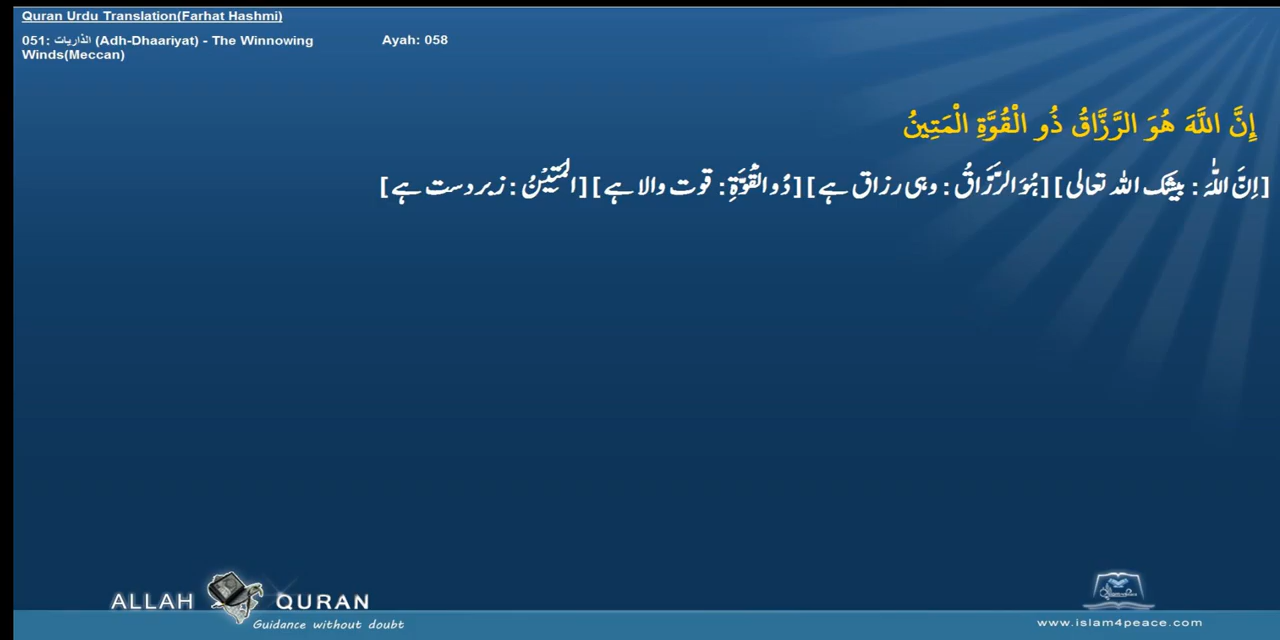 Quran Urdu Translation(Farhat Hashmi)
051: الذاريات (Adh-Dhaariyat) - The Winnowing Winds(Meccan)
Ayah: 058
إِنَّ اللَّهَ هُوَ الرَّزَّاقُ ذُو الْقُوَّةِ الْمَتِينُ
[اِنَّ اللّٰهَ : بیشک اللہ تعالی] [ہُوَ الرَّزَّاقُ : وہی رزاق ہے] [ذُو الْقُوَّةِ : قوت والا ہے] [الْمَتِیْنُ : زبردست ہے]
ALLAH QURAN
Guidance without doubt
www.islam4peace.com